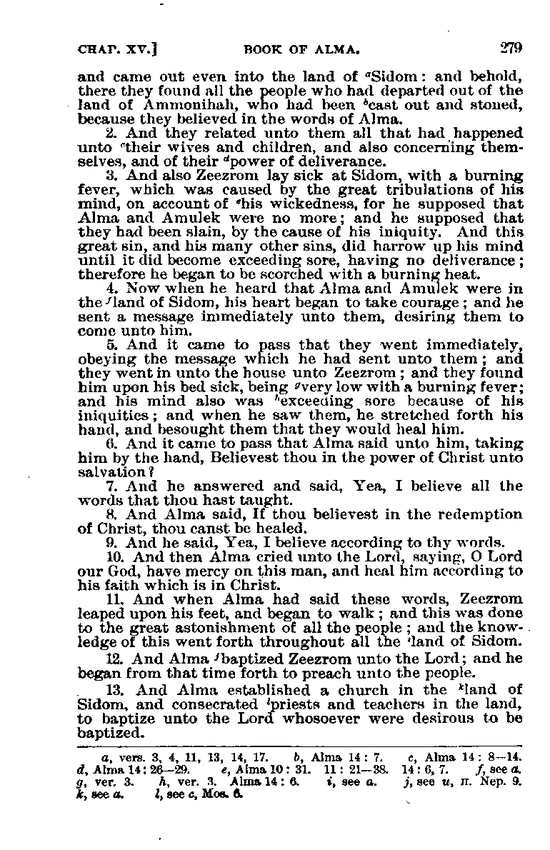 CHAP. XV.] BOOK OF ALMA. 279
and came out even into the land of ᵃSidom: and behold,
there they found all the people who had departed out of the
land of Ammonihah, who had been ᵇcast out and stoned,
because they believed in the words of Alma.
2. And they related unto them all that had happened
unto ᶜtheir wives and children, and also concerning them-
selves, and of their ᵈpower of deliverance.
3. And also Zeezrom lay sick at Sidom, with a burning
fever, which was caused by the great tribulations of his
mind, on account of ᵉhis wickedness, for he supposed that
Alma and Amulek were no more; and he supposed that
they had been slain, by the cause of his iniquity. And this
great sin, and his many other sins, did harrow up his mind
until it did become exceeding sore, having no deliverance;
therefore he began to be scorched with a burning heat.
4. Now when he heard that Alma and Amulek were in
the ᶠland of Sidom, his heart began to take courage; and he
sent a message immediately unto them, desiring them to
come unto him.
5. And it came to pass that they went immediately,
obeying the message which he had sent unto them; and
they went in unto the house unto Zeezrom; and they found
him upon his bed sick, being ᵍvery low with a burning fever;
and his mind also was ʰexceeding sore because of his
iniquities; and when he saw them, he stretched forth his
hand, and besought them that they would heal him.
6. And it came to pass that Alma said unto him, taking
him by the hand, Believest thou in the power of Christ unto
salvation?
7. And he answered and said, Yea, I believe all the
words that thou hast taught.
8. And Alma said, If thou believest in the redemption
of Christ, thou canst be healed.
9. And he said, Yea, I believe according to thy words.
10. And then Alma cried unto the Lord, saying, O Lord
our God, have mercy on this man, and heal him according to
his faith which is in Christ.
11. And when Alma had said these words, Zeezrom
leaped upon his feet, and began to walk; and this was done
to the great astonishment of all the people; and the know-
ledge of this went forth throughout all the ⁱland of Sidom.
12. And Alma ʲbaptized Zeezrom unto the Lord; and he
began from that time forth to preach unto the people.
13. And Alma established a church in the ᵏland of
Sidom, and consecrated ˡpriests and teachers in the land,
to baptize unto the Lord whosoever were desirous to be
baptized.
a, vers. 3, 4, 11, 13, 14, 17. b, Alma 14: 7. c, Alma 14: 8—14.
d, Alma 14: 26—29. e, Alma 10: 31. 11: 21—38. 14: 6, 7. f, see a.
g, ver. 3. h, ver. 3. Alma 14: 6. i, see a. j, see u, II. Nep. 9.
k, see a. l, see c, Mos. 6.